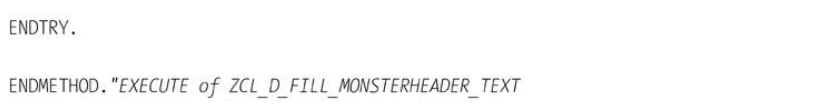 ENDTRY.
ENDMETHOD."EXECUTE of ZCL_D_FILL_MONSTERHEADER_TEXT